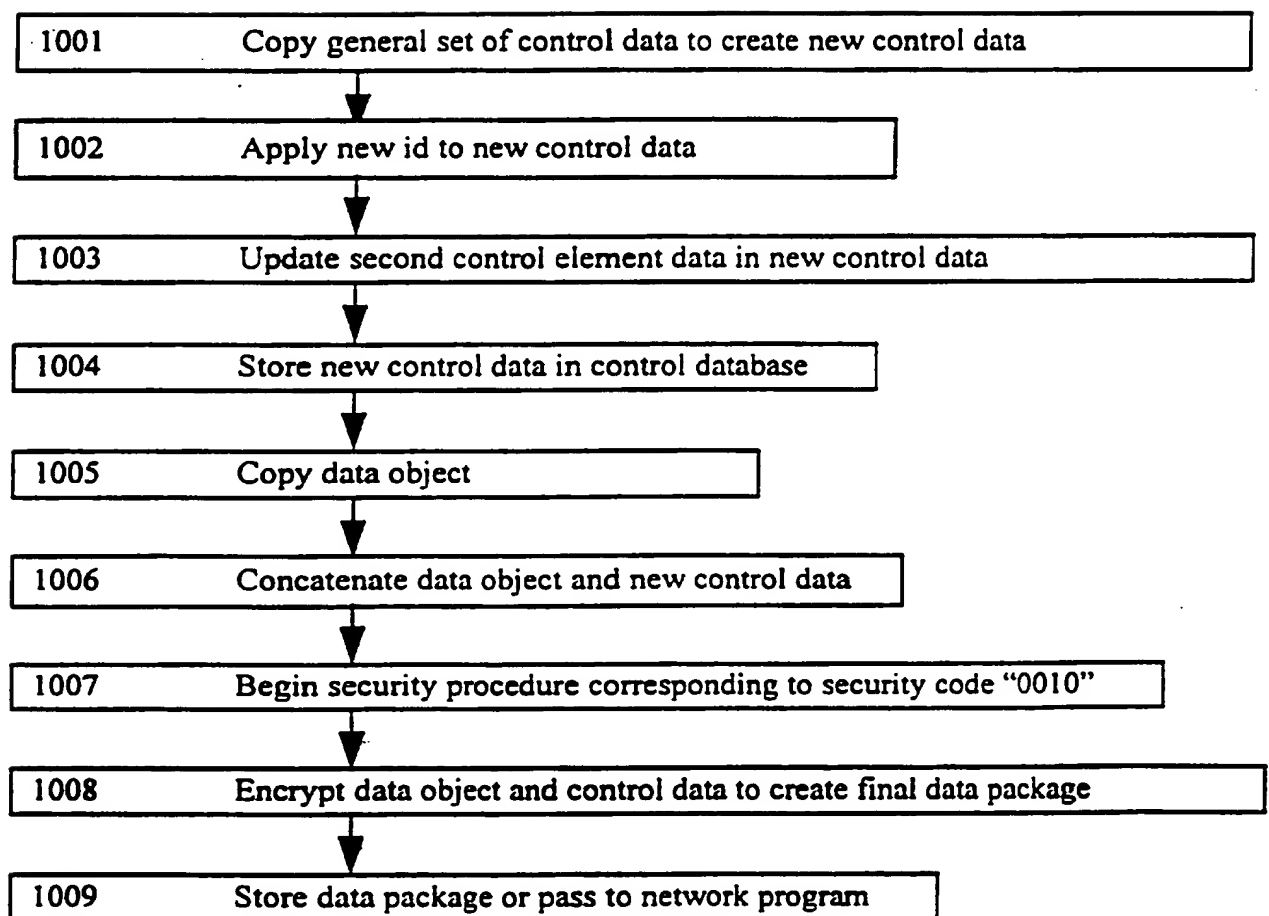 1001 Copy general set of control data to create new control data
1002 Apply new id to new control data
1003 Update second control element data in new control data
1004 Store new control data in control database
1005 Copy data object
1006 Concatenate data object and new control data
1007 Begin security procedure corresponding to security code “0010”
1008 Encrypt data object and control data to create final data package
1009 Store data package or pass to network program